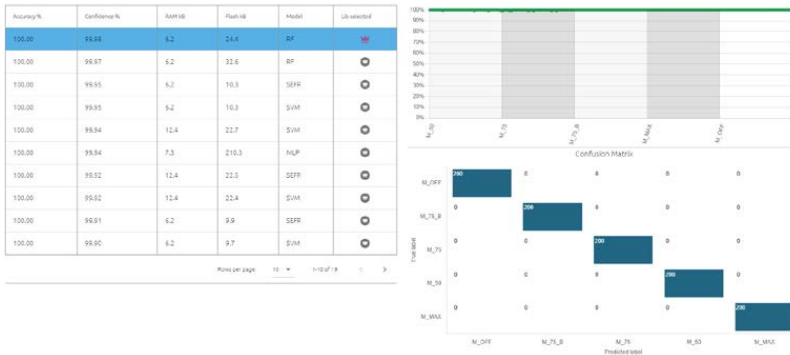 Accuracy % Confidence % RAM kB Flash kB Model Lib selected
100.00 99.98 6.2 24.4 RF
100.00 99.97 6.2 32.6 RF
100.00 99.95 6.2 10.3 SEFR
100.00 99.95 6.2 10.3 SVM
100.00 99.94 12.4 22.7 SVM
100.00 99.94 7.3 210.3 MLP
100.00 99.92 12.4 SEFR
100.00 99.92 12.4 22.4 SVM
100.00 99.91 6.2 9.9 SEFR
100.00 99.90 6.2 9.7 SVM
Rows per page: 10 1-10 of 19
100%
90%
80%
70%
60%
50%
40%
30%
20%
10%
0%
M_50 M_75 M_75_B M_MAX M_OFF
Confusion Matrix
True label
M_OFF 200 0 0 0 0
M_75_B 0 200 0 0 0
M_75 0 0 200 0 0
M_50 0 0 0 200 0
M_MAX 0 0 0 0 200
M_OFF M_75_B M_75 M_50 M_MAX
Predicted label